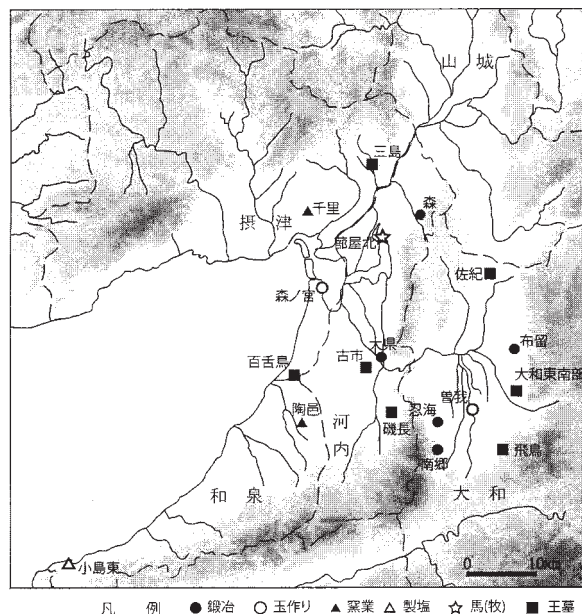 山城
三島
千里
森
摂津
蔀屋北
佐紀
森ノ宮
大県
布留
百舌鳥
古市
大和東南部
曽我
忍海
陶邑
河内
磯長
南郷
飛鳥
和泉
大和
小島東
0 10km
凡例 ●鍛冶 ○玉作り ▲窯業 △製塩 ☆馬(牧) ■王墓